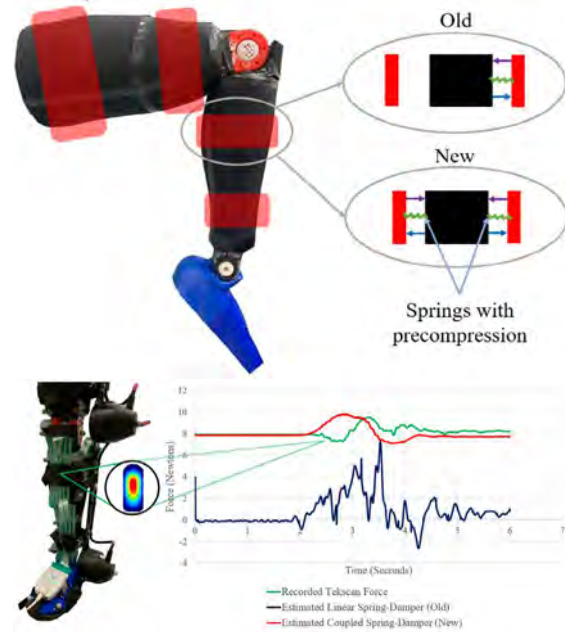 Old
New
Springs with
precompression
12
10
8
6
4
2
0
-2
-4
Force (Newtons)
0
1
2
3
4
5
6
7
Time (Seconds)
Recorded Tekscan Force
Estimated Linear Spring-Damper (Old)
Estimated Coupled Spring-Damper (New)